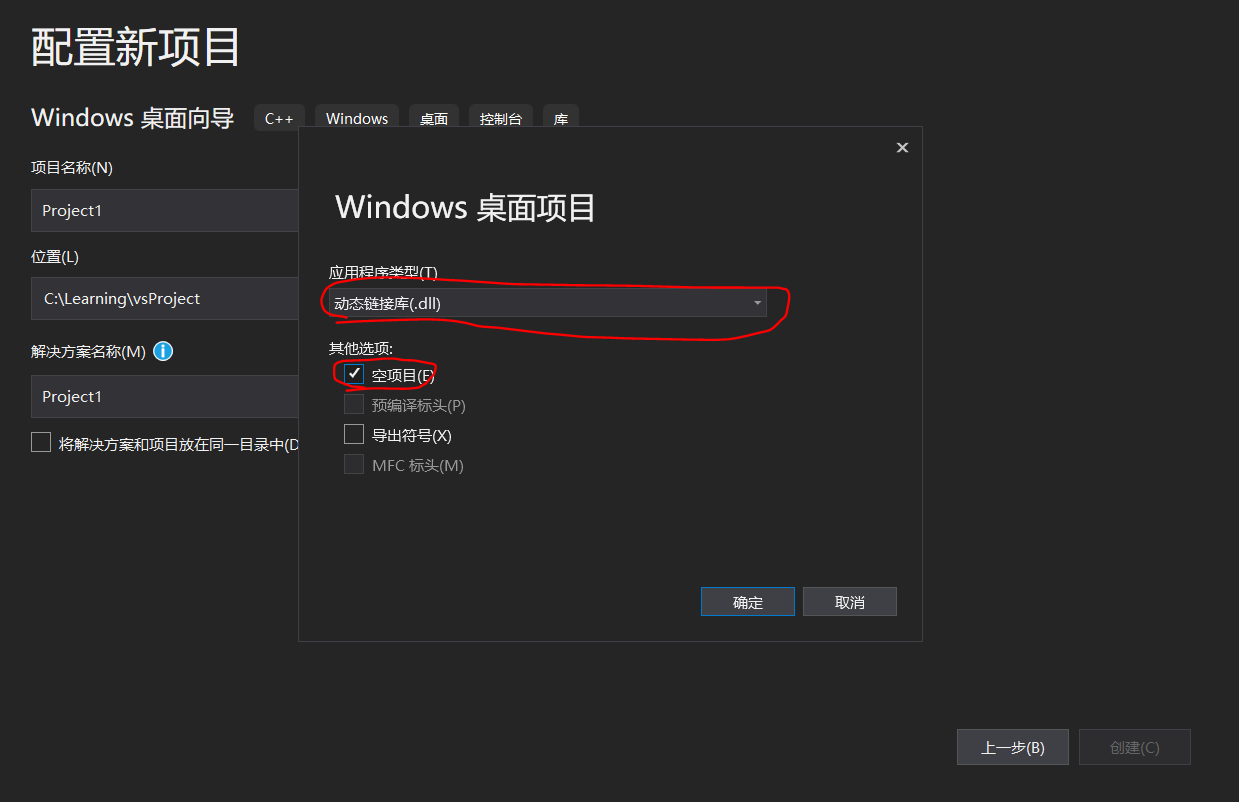 配置新项目
Windows 桌面向导 C++ Windows 桌面 控制台 库
项目名称(N)
Project1
位置(L)
C:\Learning\vsProject
解决方案名称(M)
Project1
将解决方案和项目放在同一目录中(D
Windows 桌面项目
应用程序类型(T)
动态链接库(.dll)
其他选项:
空项目(E)
预编译标头(P)
导出符号(X)
MFC 标头(M)
确定 取消
上一步(B) 创建(C)